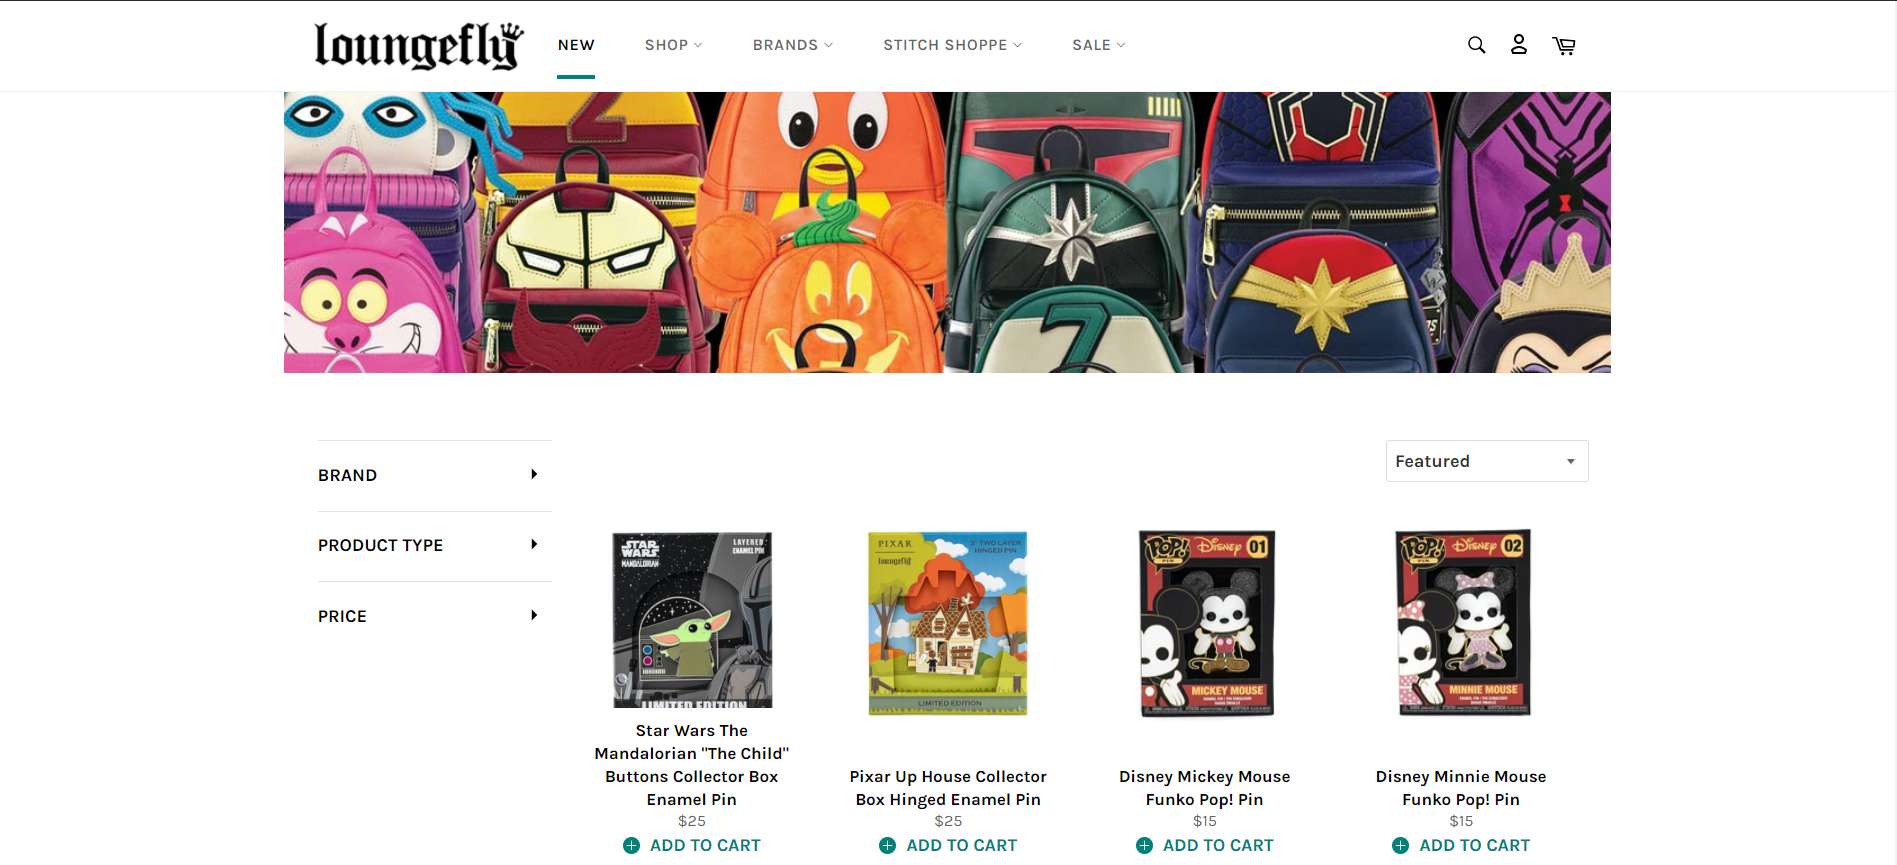 loungefly
NEW
SHOP
BRANDS
STITCH SHOPPE
SALE
2
7
BRAND
PRODUCT TYPE
PRICE
Featured
STAR WARS
MANDALORIAN
LAYERED
ENAMEL PIN
LIMITED EDITION
PIXAR
loungefly
3" TWO LAYER
HINGED PIN
LIMITED EDITION
POP!
PIN
Disney
01
MICKEY MOUSE
POP!
PIN
Disney
02
MINNIE MOUSE
Star Wars The
Mandalorian "The Child"
Buttons Collector Box
Enamel Pin
$25
ADD TO CART
Pixar Up House Collector
Box Hinged Enamel Pin
$25
ADD TO CART
Disney Mickey Mouse
Funko Pop! Pin
$15
ADD TO CART
Disney Minnie Mouse
Funko Pop! Pin
$15
ADD TO CART